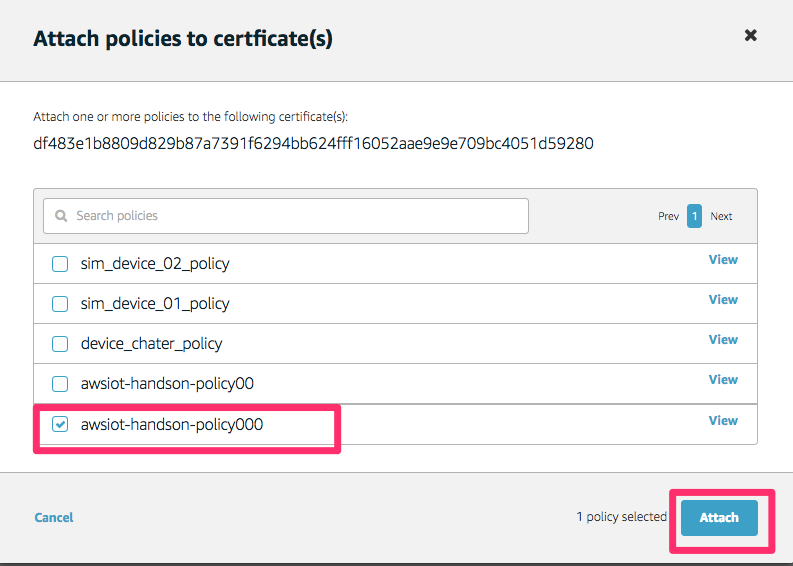 Attach policies to certficate(s)
Attach one or more policies to the following certificate(s):
df483e1b8809d829b87a7391f6294bb624fff16052aae9e9e709bc4051d59280
Search policies
Prev 1 Next
sim_device_02_policy View
sim_device_01_policy View
device_chater_policy View
awsiot-handson-policy00 View
awsiot-handson-policy000 View
Cancel 1 policy selected Attach